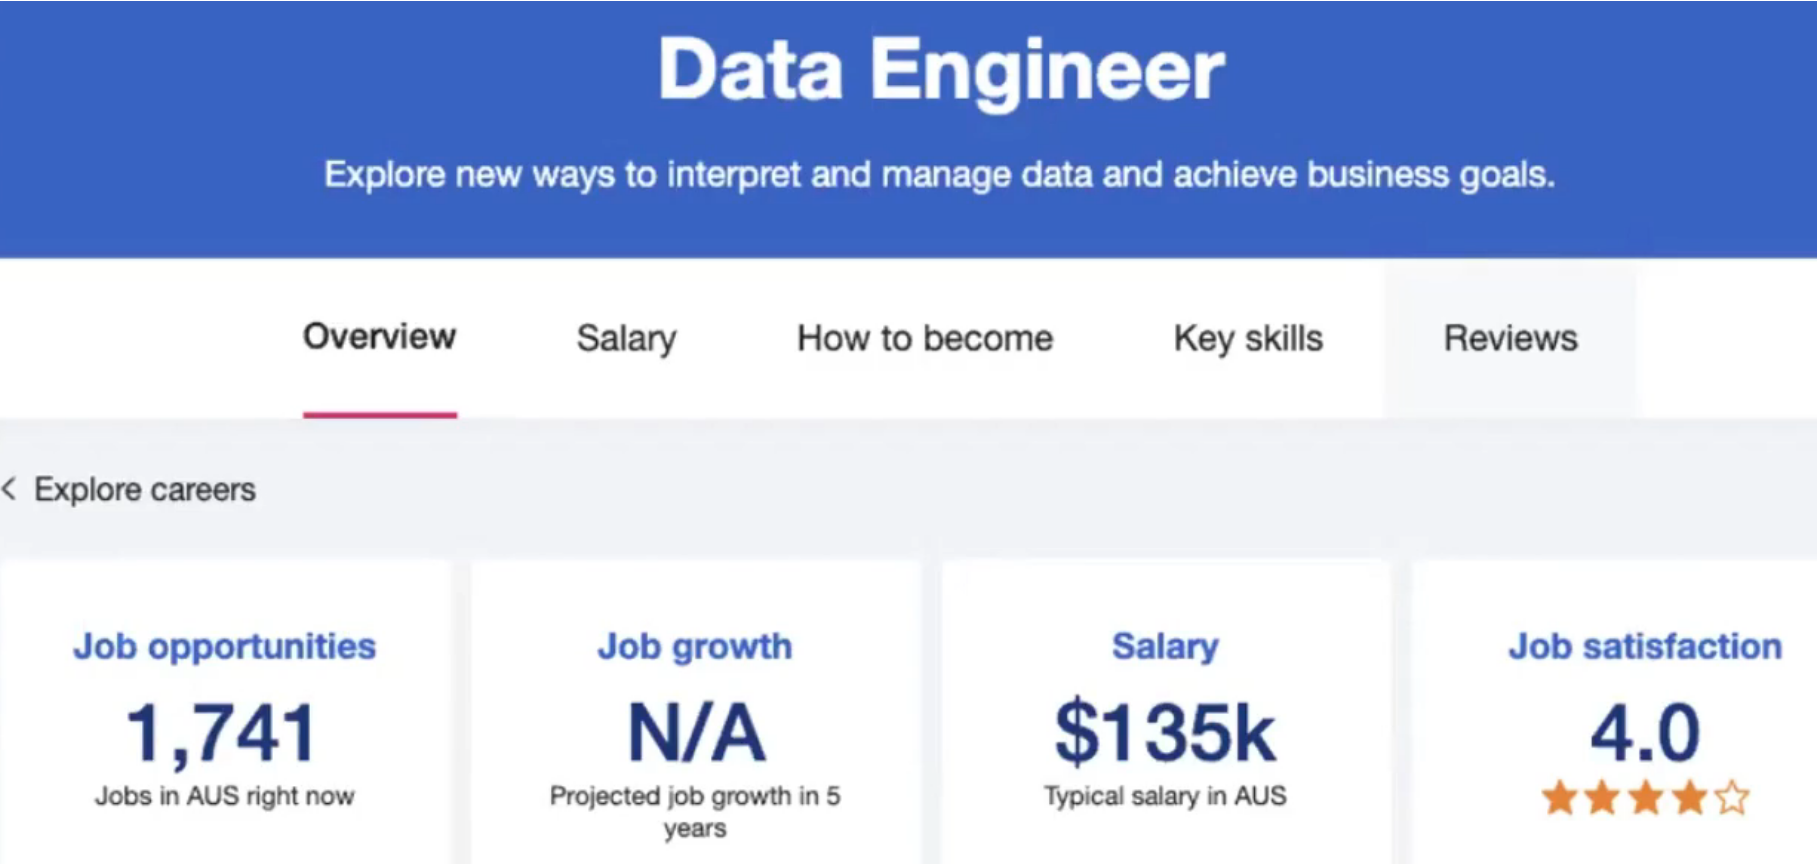 Data Engineer
Explore new ways to interpret and manage data and achieve business goals.
Overview Salary How to become Key skills Reviews
< Explore careers
Job opportunities Job growth Salary Job satisfaction
1,741 N/A $135k 4.0
Jobs in AUS right now Projected job growth in 5 Typical salary in AUS
years